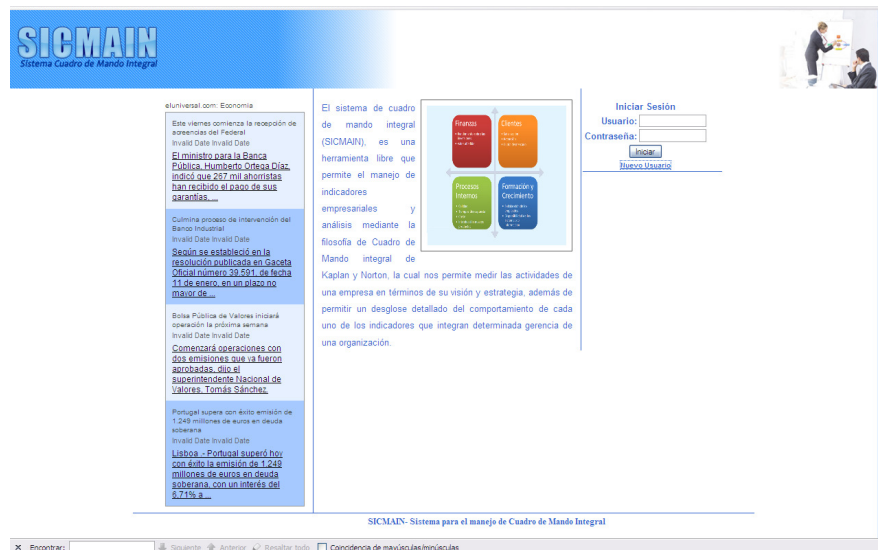 SICMAIN
Sistema Cuadro de Mando Integral
eluniversal.com: Economia
Este viernes comienza la recepción de
acreencias del Federal
Invalid Date Invalid Date
El ministro para la Banca
Pública, Humberto Ortega Díaz,
indicó que 267 mil ahorristas
han recibido el pago de sus
garantías, ...
Culmina proceso de intervención del
Banco Industrial
Invalid Date Invalid Date
Según se estableció en la
resolución publicada en Gaceta
Oficial número 39.591, de fecha
11 de enero, en un plazo no
mayor de ...
Bolsa Pública de Valores iniciará
operación la próxima semana
Invalid Date Invalid Date
Comenzará operaciones con
dos emisiones que ya fueron
aprobadas, dijo el
superintendente Nacional de
Valores, Tomás Sánchez.
Portugal supera con éxito emisión de
1.249 millones de euros en deuda
soberana
Invalid Date Invalid Date
Lisboa .- Portugal superó hoy
con éxito la emisión de 1.249
millones de euros en deuda
soberana, con un interés del
6,71% a ...
El sistema de cuadro
de mando integral
(SICMAIN), es una
herramienta libre que
permite el manejo de
indicadores
empresariales y
análisis mediante la
filosofía de Cuadro de
Mando integral de
Kaplan y Norton, la cual nos permite medir las actividades de
una empresa en términos de su visión y estrategia, además de
permitir un desglose detallado del comportamiento de cada
uno de los indicadores que integran determinada gerencia de
una organización.
Finanzas
Clientes
Procesos
Internos
Formación y
Crecimiento
Iniciar Sesión
Usuario:
Contraseña:
Iniciar
Nuevo Usuario
SICMAIN- Sistema para el manejo de Cuadro de Mando Integral
X Encontrar: Siguiente Anterior Resaltar todo Coincidencia de mayúsculas/minúsculas